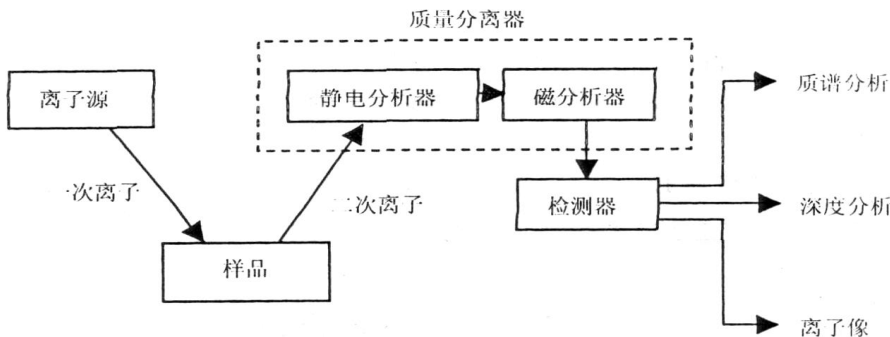 质量分离器
离子源
静电分析器
磁分析器
质谱分析
一次离子
二次离子
检测器
深度分析
样品
离子像